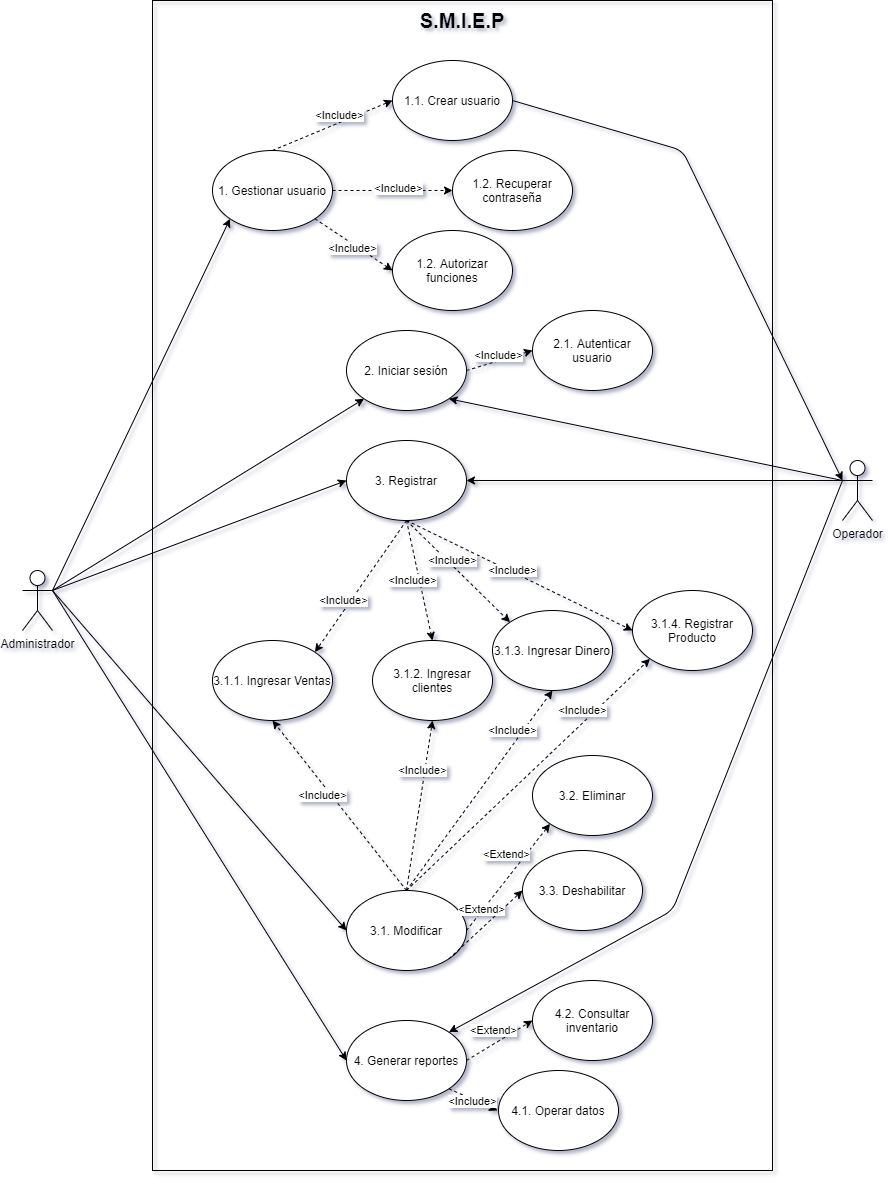 S.M.I.E.P
1.1. Crear usuario
<Include>
1. Gestionar usuario
<Include>
1.2. Recuperar
contraseña
<Include>
1.2. Autorizar
funciones
2. Iniciar sesión
<Include>
2.1. Autenticar
usuario
3. Registrar
Operador
Administrador
<Include>
<Include>
<Include>
<Include>
3.1.1. Ingresar Ventas
3.1.2. Ingresar
clientes
3.1.3. Ingresar Dinero
3.1.4. Registrar
Producto
<Include>
<Include>
<Include>
<Include>
3.2. Eliminar
<Extend>
3.3. Deshabilitar
<Extend>
3.1. Modificar
4.2. Consultar
inventario
<Extend>
4. Generar reportes
<Include>
4.1. Operar datos